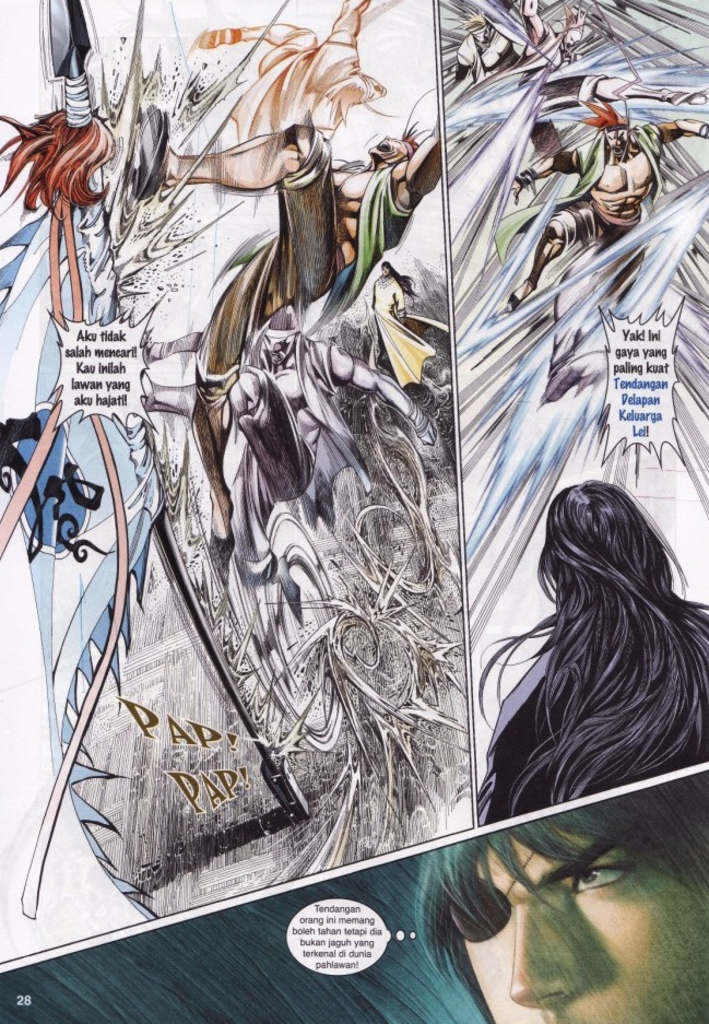 Aku tidak
salah mencari!
Kau inilah
lawan yang
aku hajati!
Yak! Ini
gaya yang
paling kuat
Tendangan
Delapan
Keluarga
Lei!
PAP!
PAP!
Tendangan
orang ini memang
boleh tahan tetapi dia
bukan jaguh yang
terkenal di dunia
pahlawan!
28